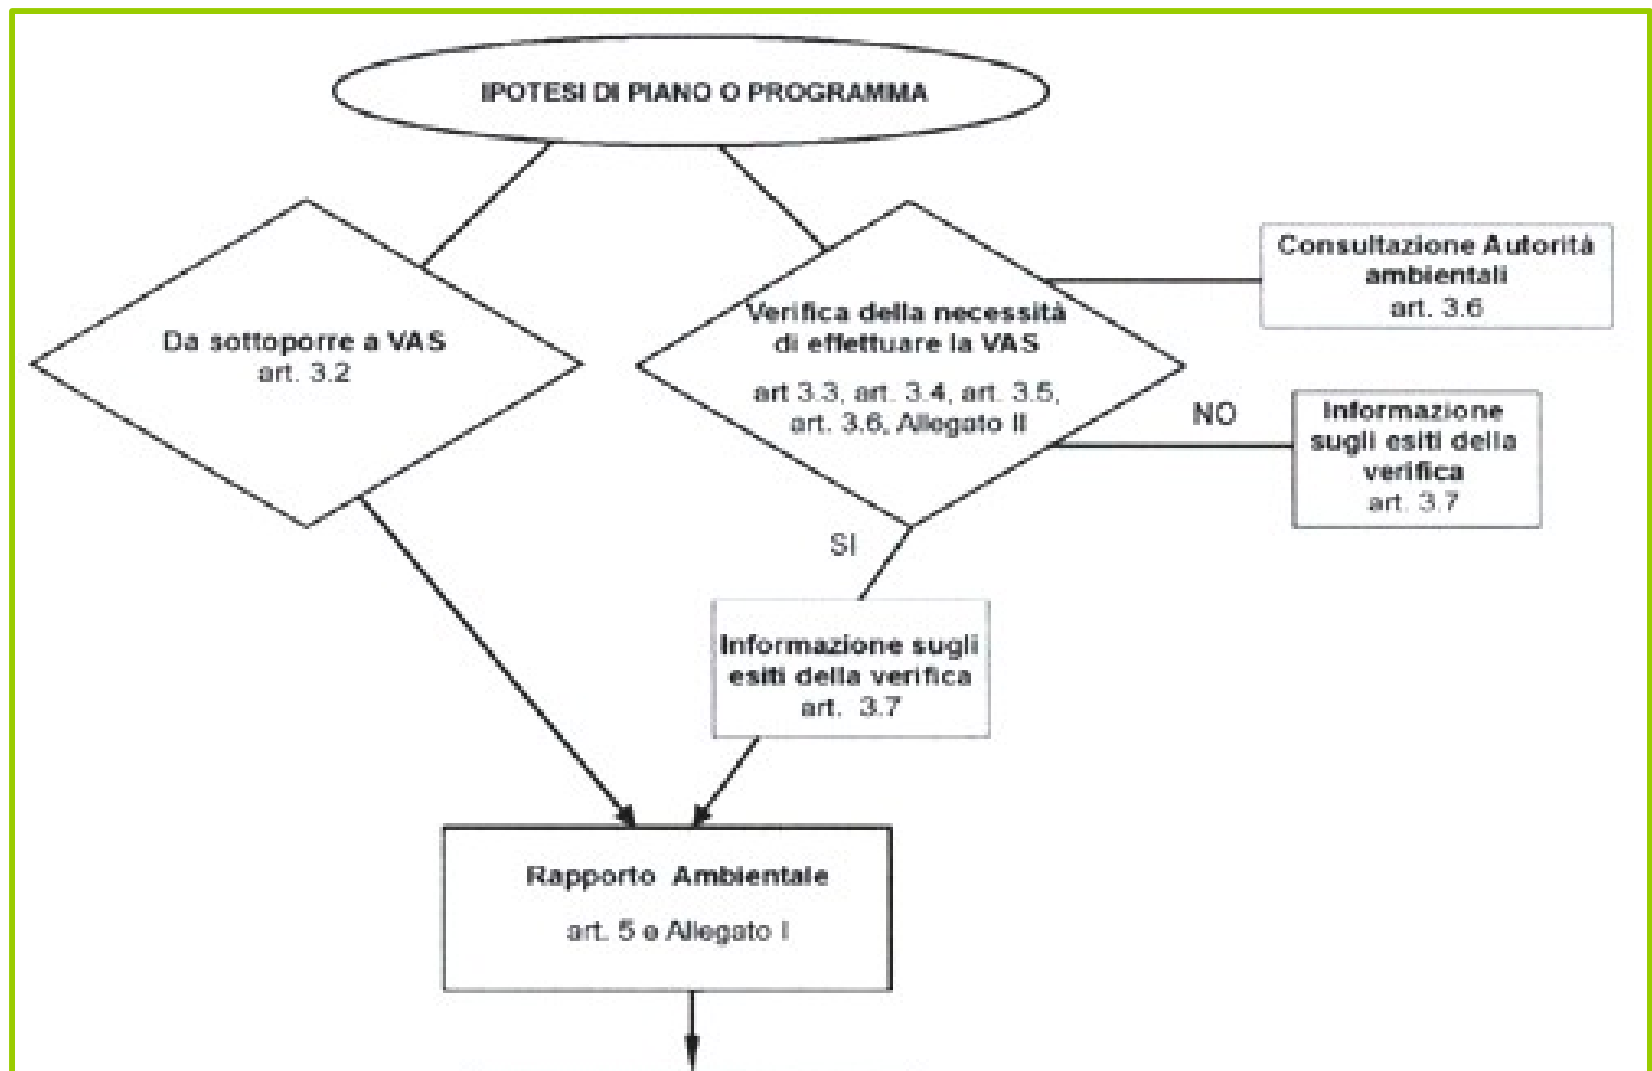 IPOTESI DI PIANO O PROGRAMMA
Da sottoporre a VAS
art. 3.2
Verifica della necessità
di effettuare la VAS
art 3.3, art. 3.4, art. 3.5,
art. 3.6, Allegato II
Consultazione Autorità
ambientali
art. 3.6
NO
Informazione
sugli esiti della
verifica
art. 3.7
SI
Informazione sugli
esiti della verifica
art. 3.7
Rapporto Ambientale
art. 5 e Allegato I